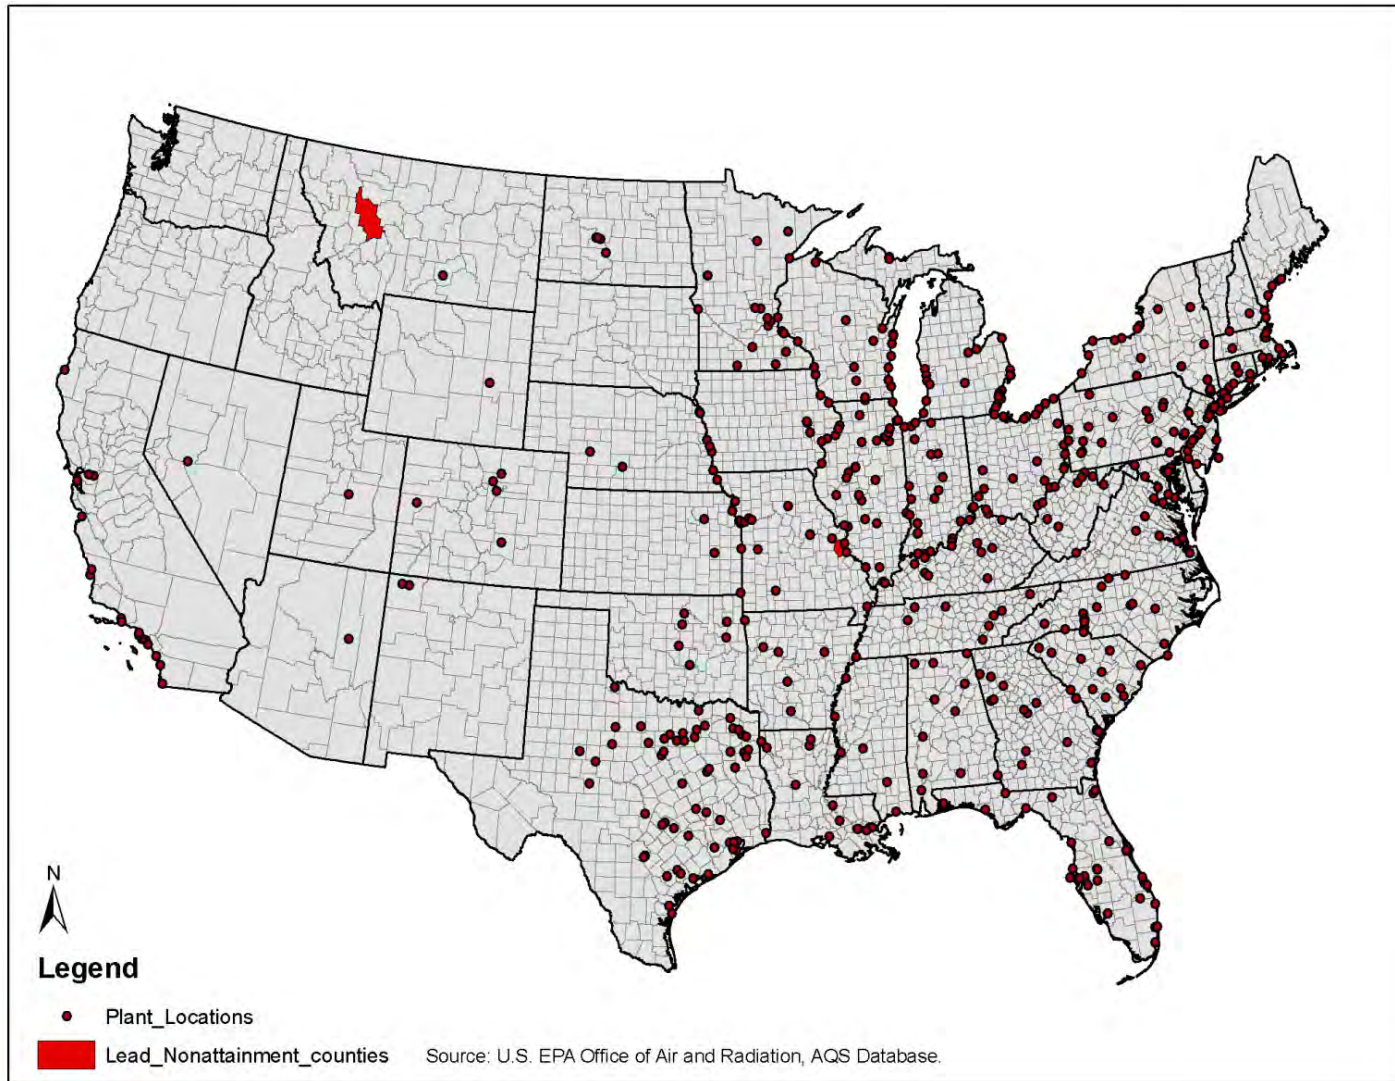 N
Legend
Plant_Locations
Lead_Nonattainment_counties Source: U.S. EPA Office of Air and Radiation, AQS Database.